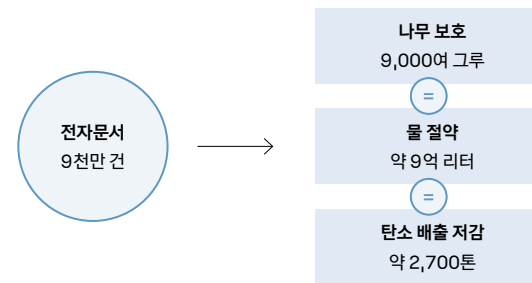 전자문서
9천만 건
나무 보호
9,000여 그루
=
물 절약
약 9억 리터
=
탄소 배출 저감
약 2,700톤